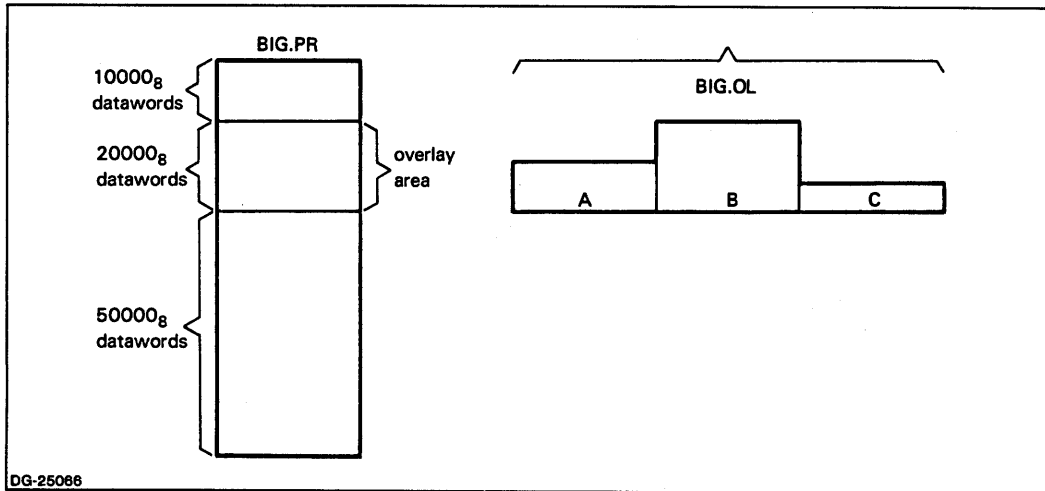 BIG.PR
10000₈
datawords
20000₈
datawords
overlay
area
50000₈
datawords
BIG.OL
A B C
DG-25066